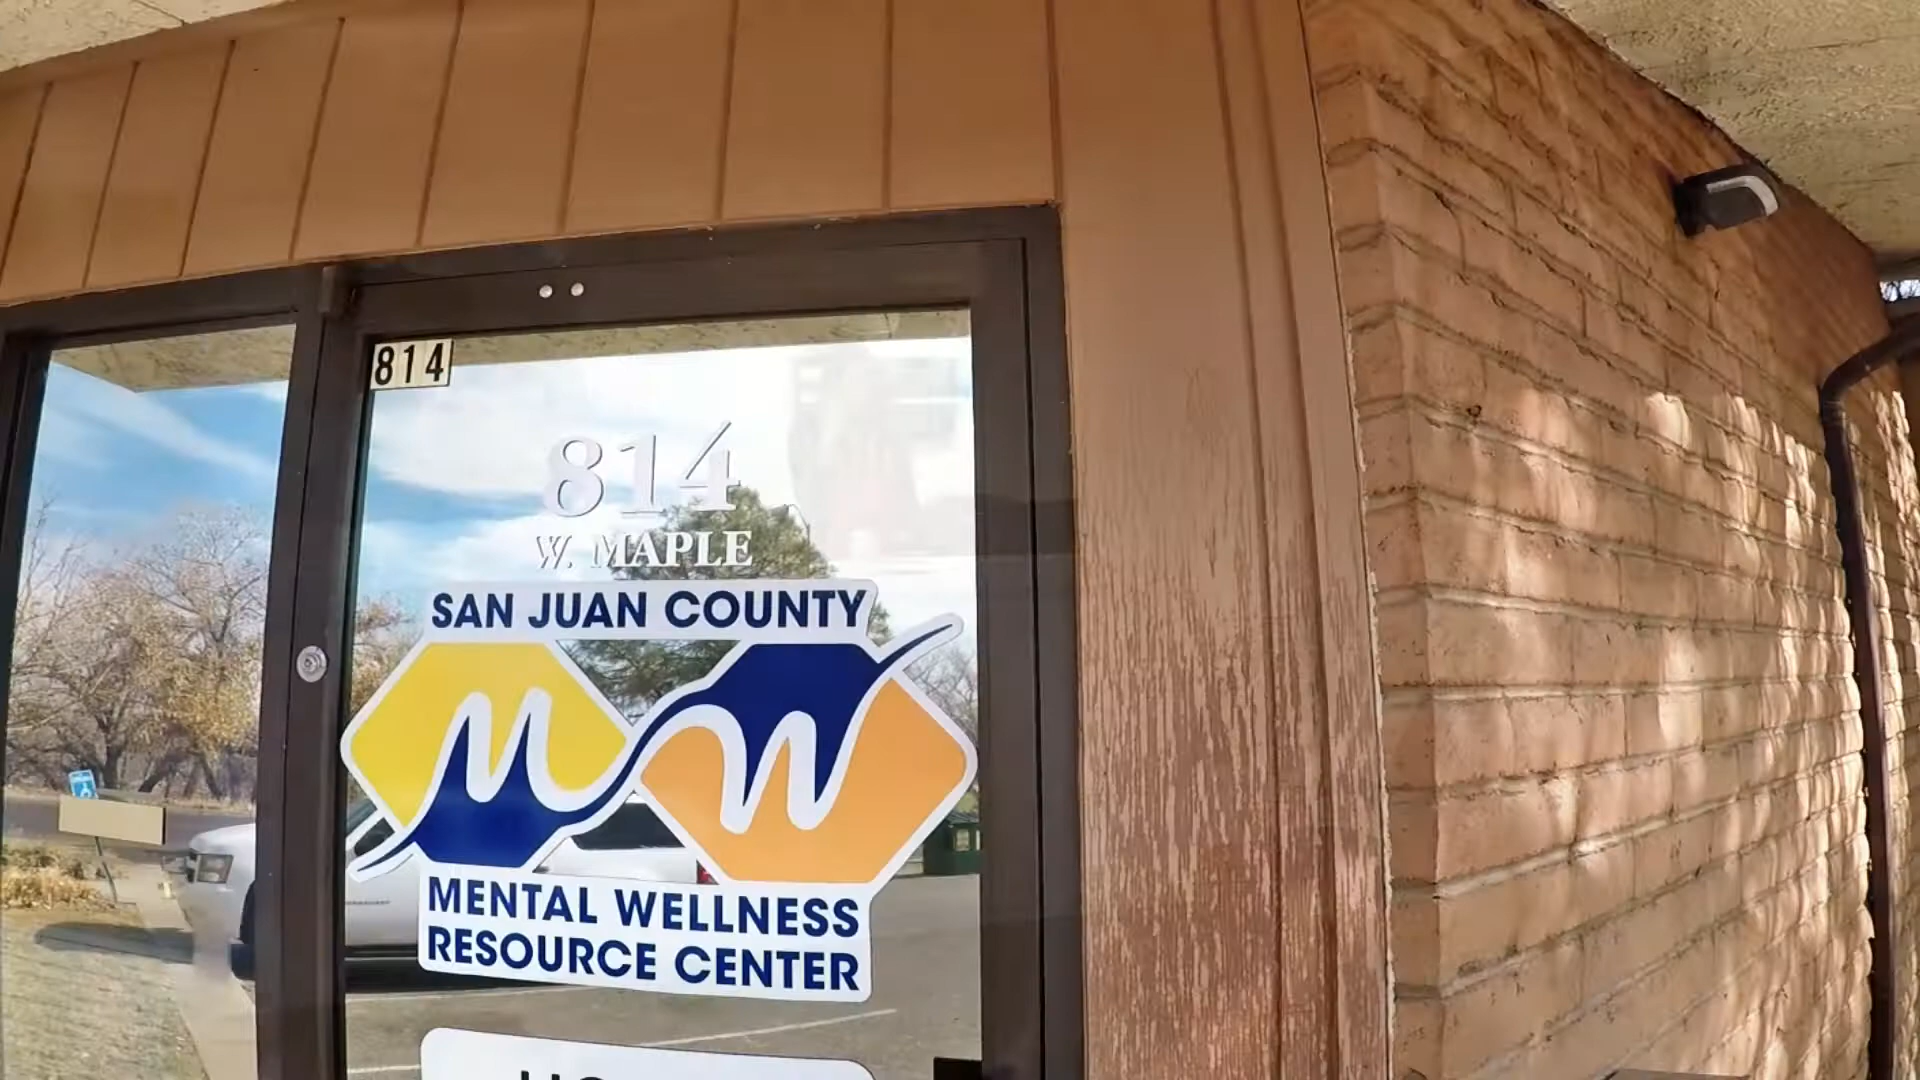 814
814
W. MAPLE
SAN JUAN COUNTY
MW
MENTAL WELLNESS
RESOURCE CENTER